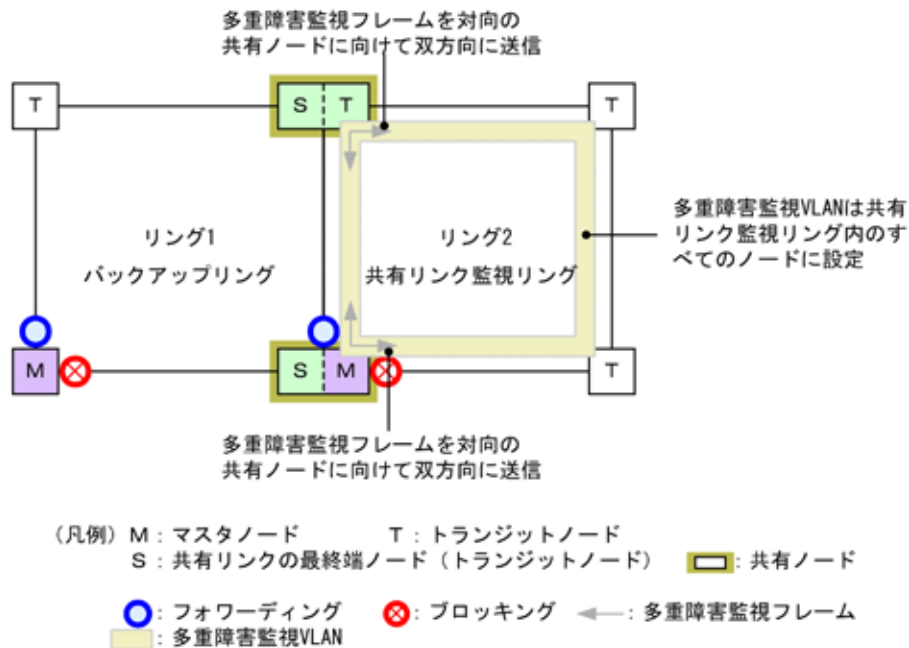 多重障害監視フレームを対向の
共有ノードに向けて双方向に送信
T
S T
T
リング1
バックアップリング
リング2
共有リンク監視リング
多重障害監視VLANは共有
リンク監視リング内のす
べてのノードに設定
M
S M
T
多重障害監視フレームを対向の
共有ノードに向けて双方向に送信
（凡例）M：マスタノード T：トランジットノード
S：共有リンクの最終端ノード（トランジットノード） ：共有ノード
：フォワーディング ：ブロッキング ：多重障害監視フレーム
：多重障害監視VLAN